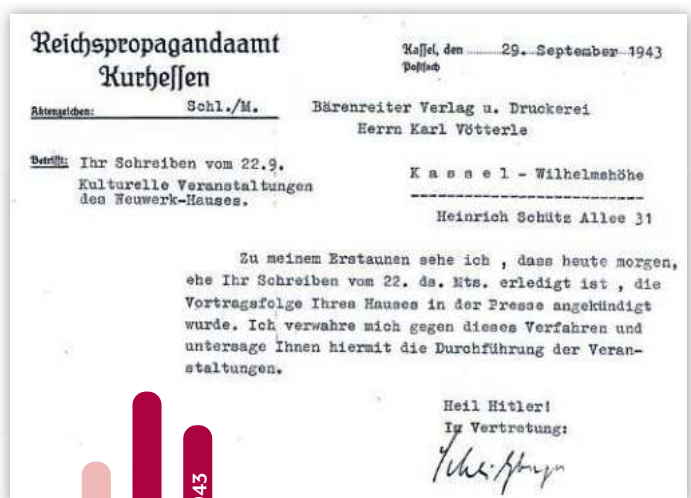 Reichspropagandaamt
Kurhessen
Kassel, den 29. September 1943
Postfach
Aktenzeichen: Schl./M.
Bärenreiter Verlag u. Druckerei
Herrn Karl Vötterle
Betrifft: Ihr Schreiben vom 22.9.
Kulturelle Veranstaltungen
des Neuwerk-Hauses.
K a s s e l - Wilhelmshöhe
Heinrich Schütz Allee 31
Zu meinem Erstaunen sehe ich , dass heute morgen,
ehe Ihr Schreiben vom 22. ds. Mts. erledigt ist , die
Vortragsfolge Ihres Hauses in der Presse angekündigt
wurde. Ich verwahre mich gegen dieses Verfahren und
untersage Ihnen hiermit die Durchführung der Veran-
staltungen.
Heil Hitler!
In Vertretung:
43